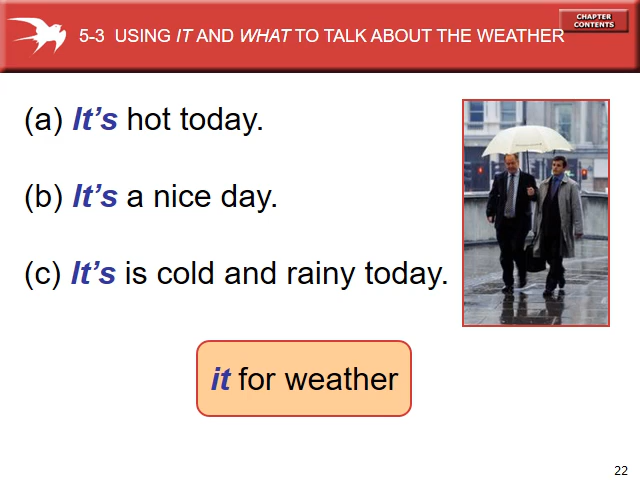 5-3 USING IT AND WHAT TO TALK ABOUT THE WEATHER
CHAPTER
CONTENTS
(a) It’s hot today.
(b) It’s a nice day.
(c) It’s is cold and rainy today.
it for weather
22